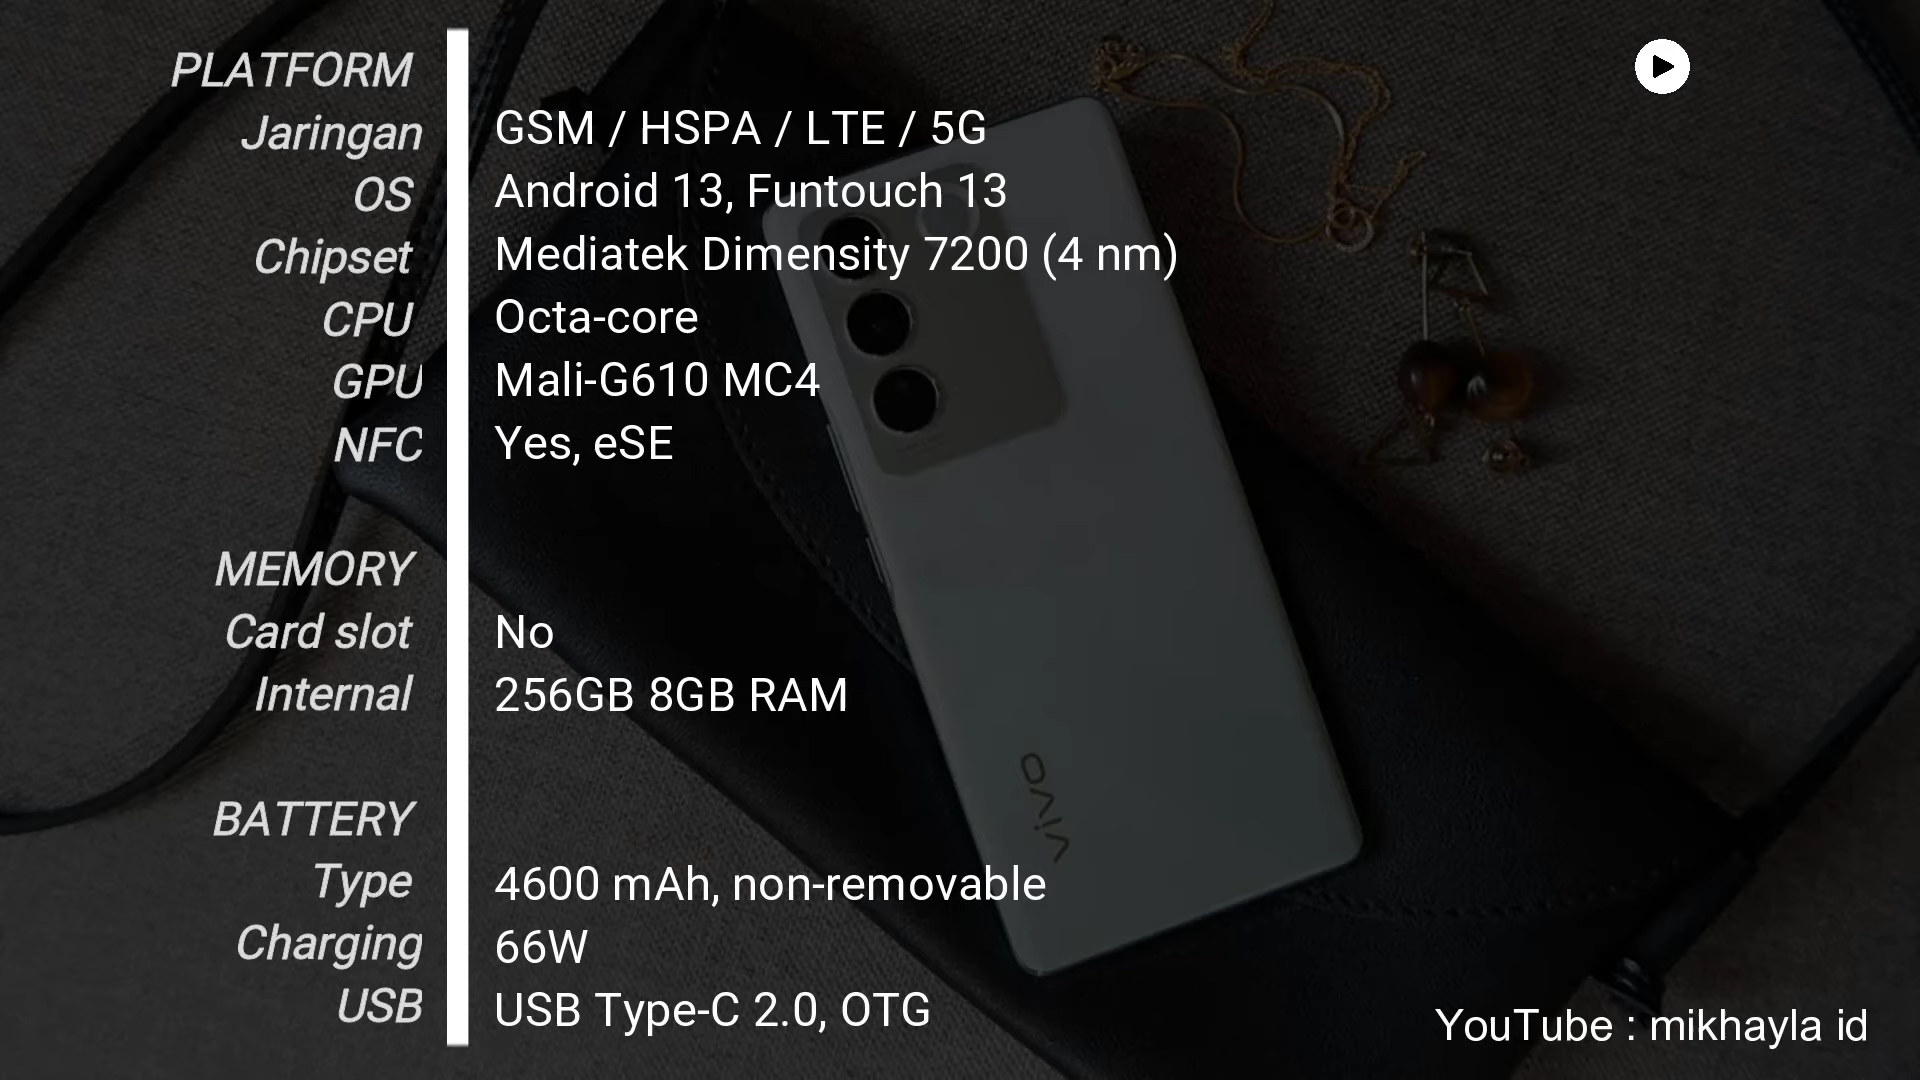 PLATFORM
Jaringan GSM / HSPA / LTE / 5G
OS Android 13, Funtouch 13
Chipset Mediatek Dimensity 7200 (4 nm)
CPU Octa-core
GPU Mali-G610 MC4
NFC Yes, eSE
MEMORY
Card slot No
Internal 256GB 8GB RAM
vivo
BATTERY
Type 4600 mAh, non-removable
Charging 66W
USB USB Type-C 2.0, OTG
YouTube : mikhayla id